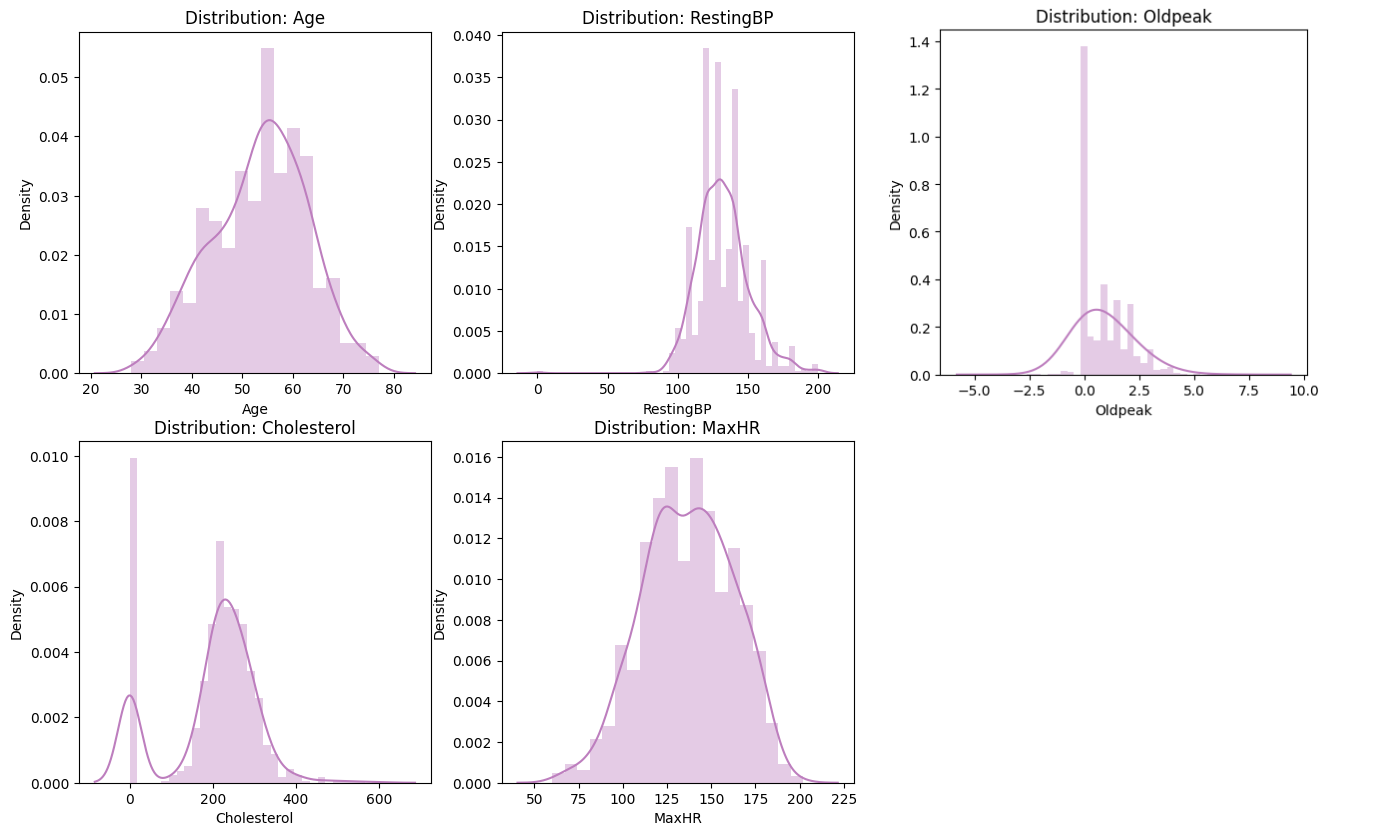 Distribution: Age
0.05
0.04
0.03
0.02
0.01
0.00
Density
20 30 40 50 60 70 80
Age
Distribution: RestingBP
0.040
0.035
0.030
0.025
0.020
0.015
0.010
0.005
0.000
Density
0 50 100 150 200
RestingBP
Distribution: Oldpeak
1.4
1.2
1.0
0.8
0.6
0.4
0.2
0.0
Density
−5.0 −2.5 0.0 2.5 5.0 7.5 10.0
Oldpeak
Distribution: Cholesterol
0.010
0.008
0.006
0.004
0.002
0.000
Density
0 200 400 600
Cholesterol
Distribution: MaxHR
0.016
0.014
0.012
0.010
0.008
0.006
0.004
0.002
0.000
Density
50 75 100 125 150 175 200 225
MaxHR